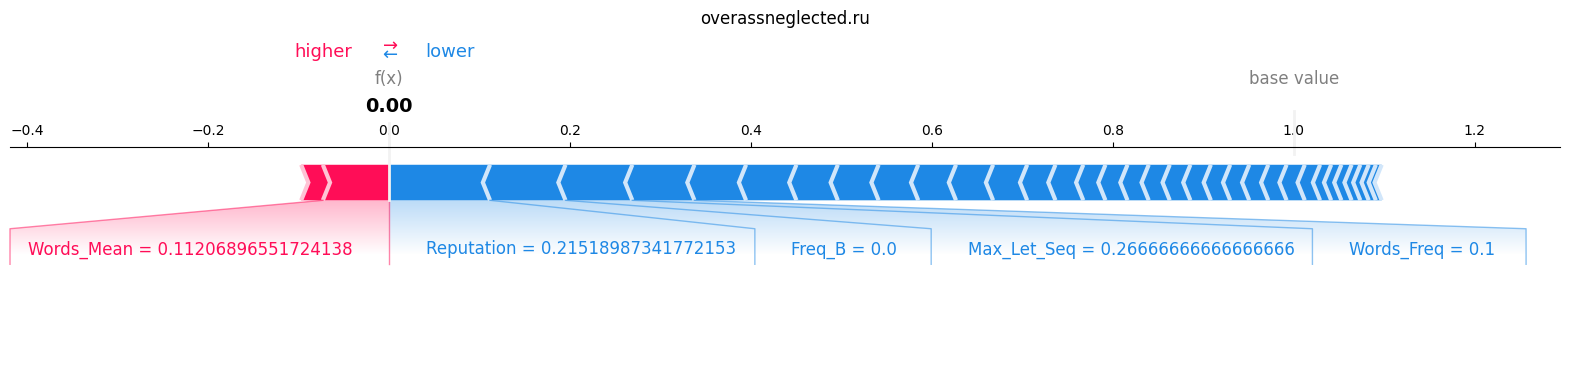 overassneglected.ru
higher ⇄ lower
f(x) base value
0.00
−0.4 −0.2 0.0 0.2 0.4 0.6 0.8 1.0 1.2
Words_Mean = 0.11206896551724138 Reputation = 0.21518987341772153 Freq_B = 0.0 Max_Let_Seq = 0.26666666666666666 Words_Freq = 0.1